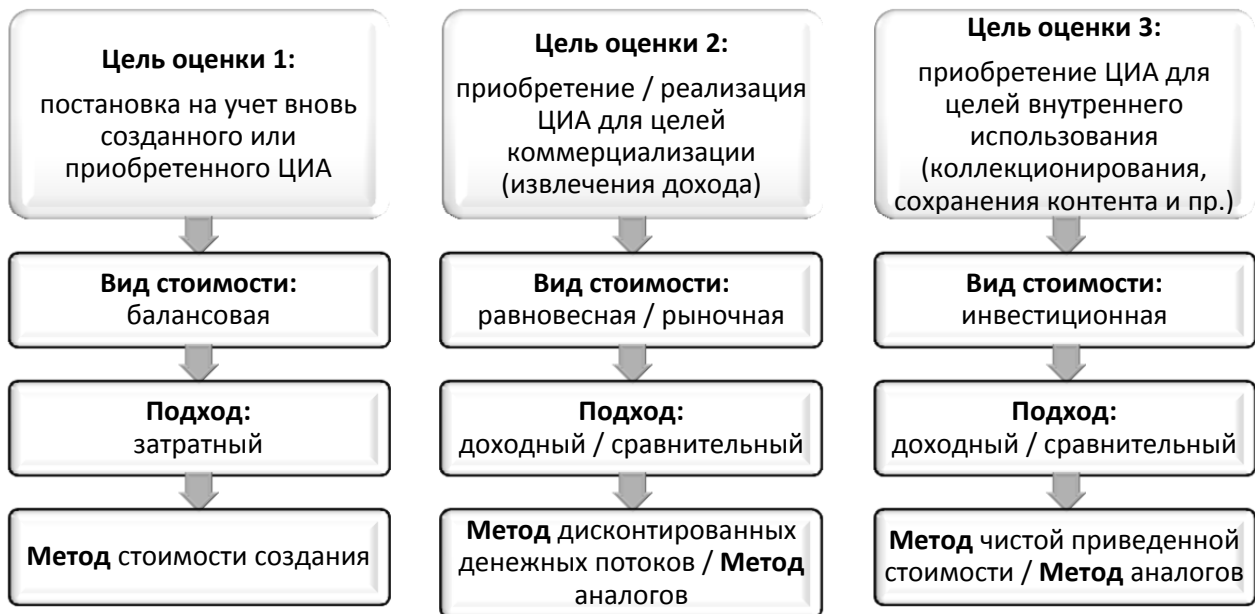 Цель оценки 1:
постановка на учет вновь
созданного или
приобретенного ЦИА
Вид стоимости:
балансовая
Подход:
затратный
Метод стоимости создания
Цель оценки 2:
приобретение / реализация
ЦИА для целей
коммерциализации
(извлечения дохода)
Вид стоимости:
равновесная / рыночная
Подход:
доходный / сравнительный
Метод дисконтированных
денежных потоков / Метод
аналогов
Цель оценки 3:
приобретение ЦИА для
целей внутреннего
использования
(коллекционирования,
сохранения контента и пр.)
Вид стоимости:
инвестиционная
Подход:
доходный / сравнительный
Метод чистой приведенной
стоимости / Метод аналогов